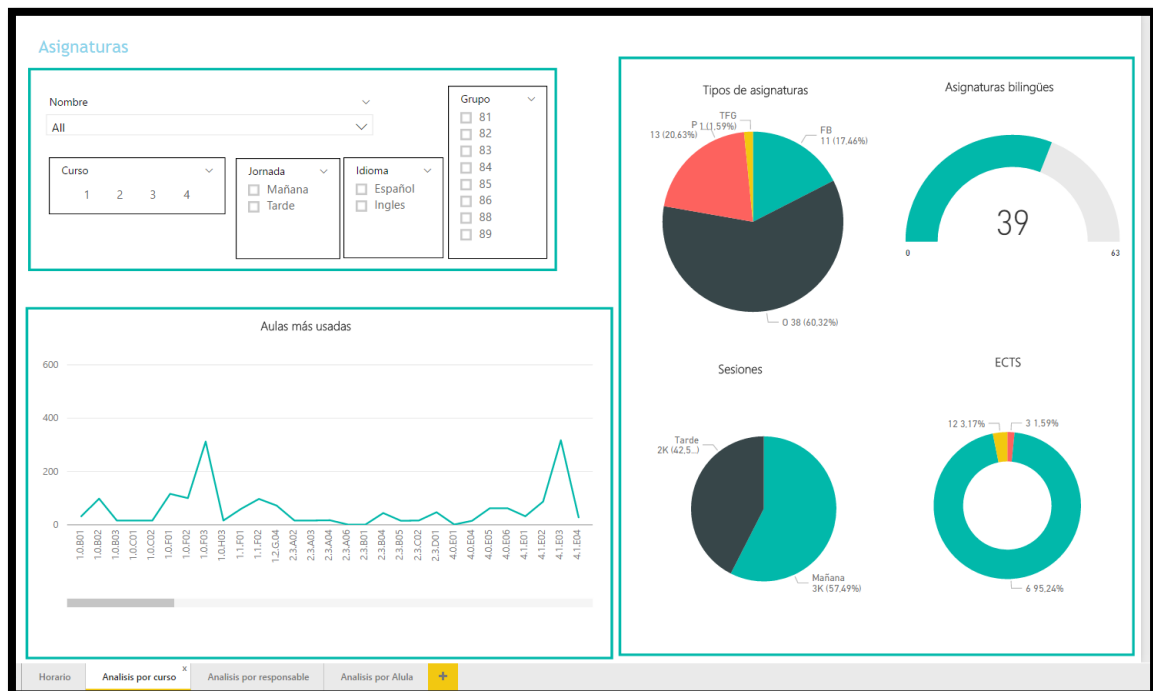 Asignaturas
Nombre
All
Curso
1 2 3 4
Jornada
Mañana
Tarde
Idioma
Español
Ingles
Grupo
81
82
83
84
85
86
88
89
Aulas más usadas
600
400
200
0
1.0.B01
1.0.B02
1.0.B03
1.0.C01
1.0.C02
1.0.F01
1.0.F02
1.0.F03
1.0.H03
1.1.F01
1.1.F02
1.2.G04
2.3.A02
2.3.A03
2.3.A04
2.3.A06
2.3.B01
2.3.B04
2.3.B05
2.3.C02
2.3.D01
4.0.E01
4.0.E04
4.0.E05
4.0.E06
4.1.E01
4.1.E02
4.1.E03
4.1.E04
Tipos de asignaturas
TFG
1 (1,59%)
P
13 (20,63%)
FB
11 (17,46%)
O 38 (60,32%)
Asignaturas bilingües
39
0
63
Sesiones
Tarde
2K (42,5...)
Mañana
3K (57,49%)
ECTS
12 3,17%
3 1,59%
6 95,24%
Horario
Analisis por curso
x
Analisis por responsable
Analisis por Alula
+